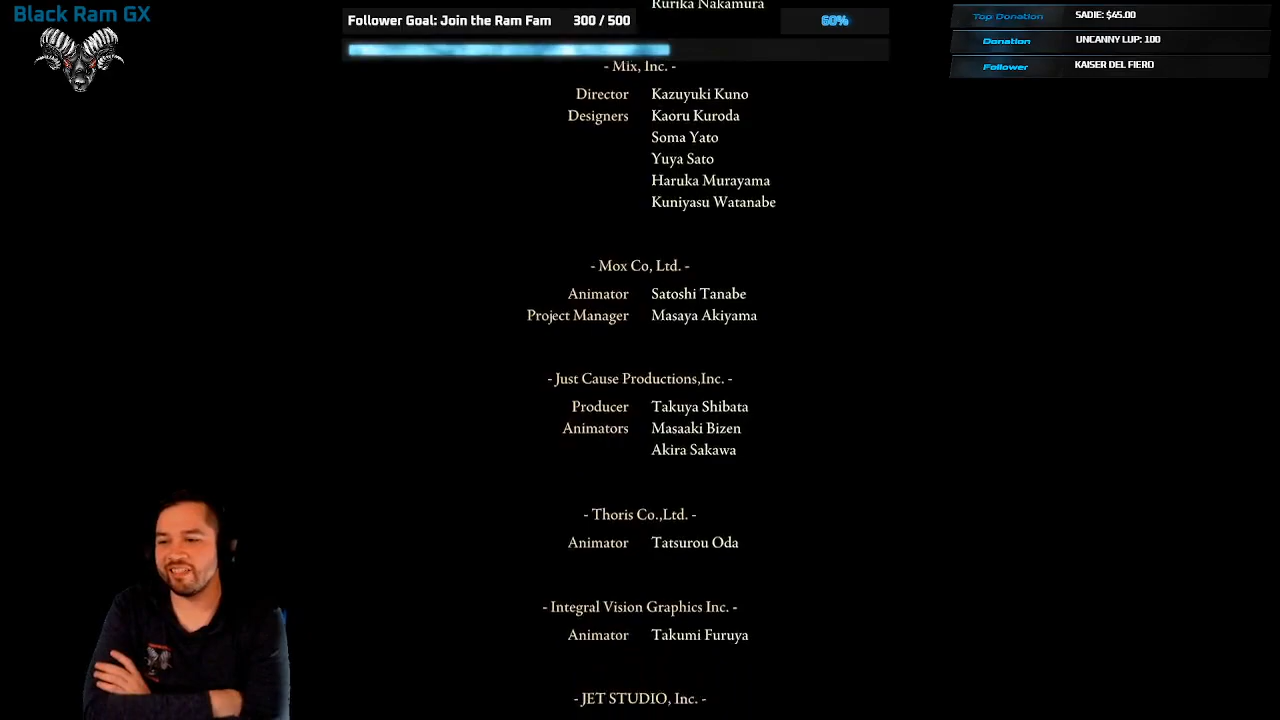 Black Ram GX
Rurika Nakamura
Follower Goal: Join the Ram Fam 300 / 500 60%
Top Donation SADIE: $45.00
Donation UNCANNY LUP: 100
Follower KAISER DEL FIERO
- Mix, Inc. -
Director Kazuyuki Kuno
Designers Kaoru Kuroda
Soma Yato
Yuya Sato
Haruka Murayama
Kuniyasu Watanabe
- Mox Co, Ltd. -
Animator Satoshi Tanabe
Project Manager Masaya Akiyama
- Just Cause Productions,Inc. -
Producer Takuya Shibata
Animators Masaaki Bizen
Akira Sakawa
- Thoris Co.,Ltd. -
Animator Tatsurou Oda
- Integral Vision Graphics Inc. -
Animator Takumi Furuya
- JET STUDIO, Inc. -